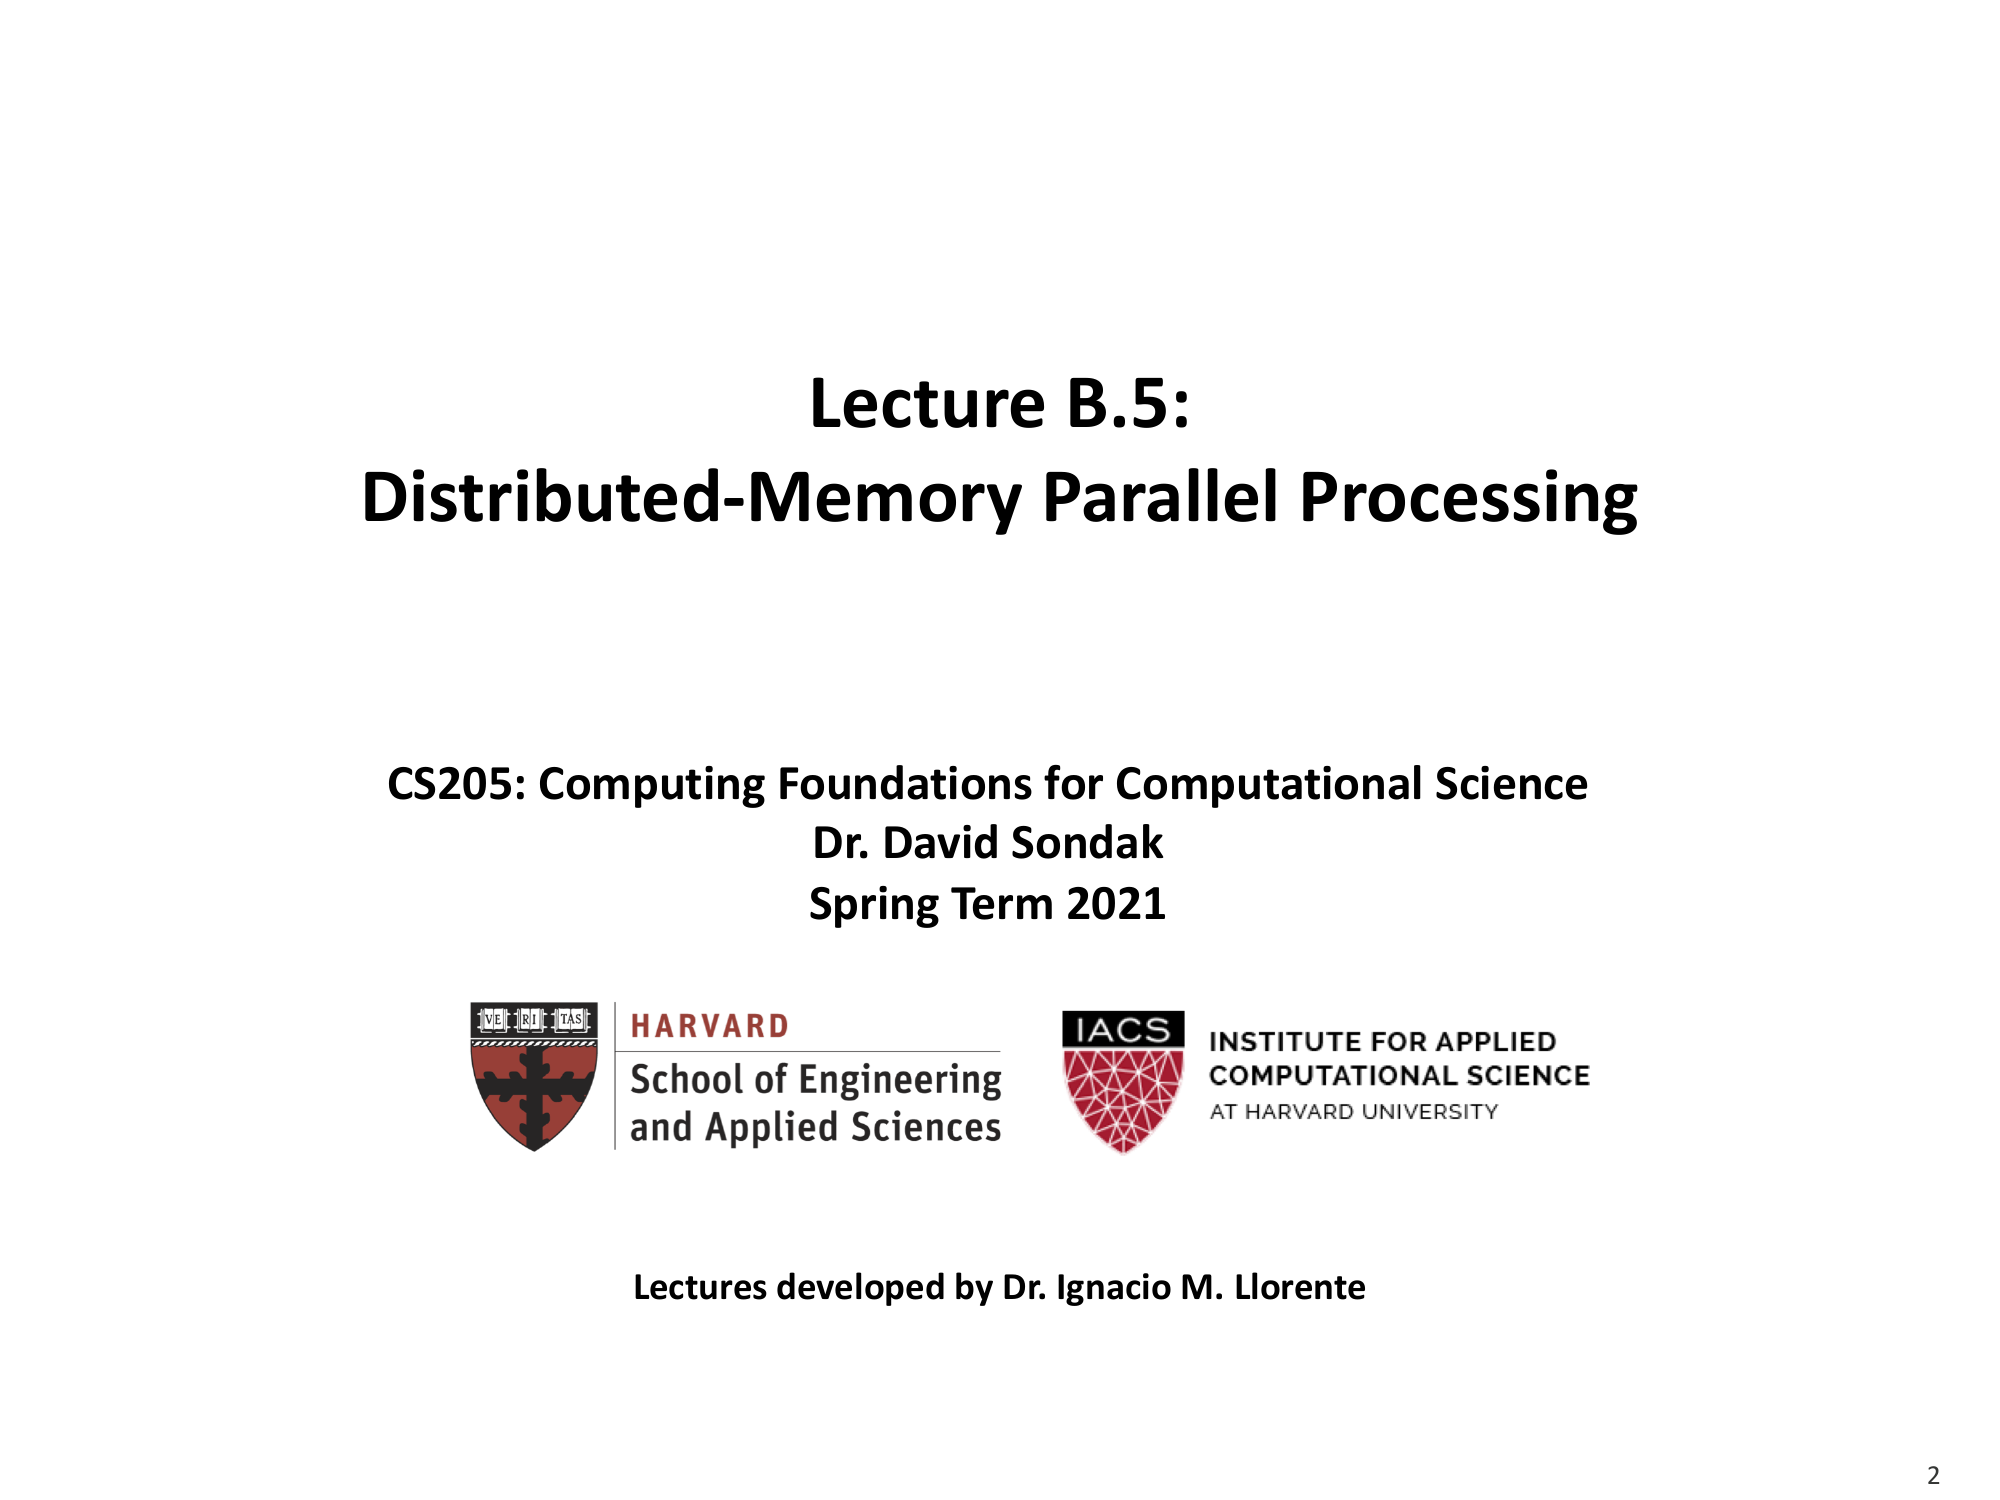 Lecture B.5:
Distributed-Memory Parallel Processing
CS205: Computing Foundations for Computational Science
Dr. David Sondak
Spring Term 2021
VE RI TAS
HARVARD
School of Engineering
and Applied Sciences
IACS
INSTITUTE FOR APPLIED
COMPUTATIONAL SCIENCE
AT HARVARD UNIVERSITY
Lectures developed by Dr. Ignacio M. Llorente
2